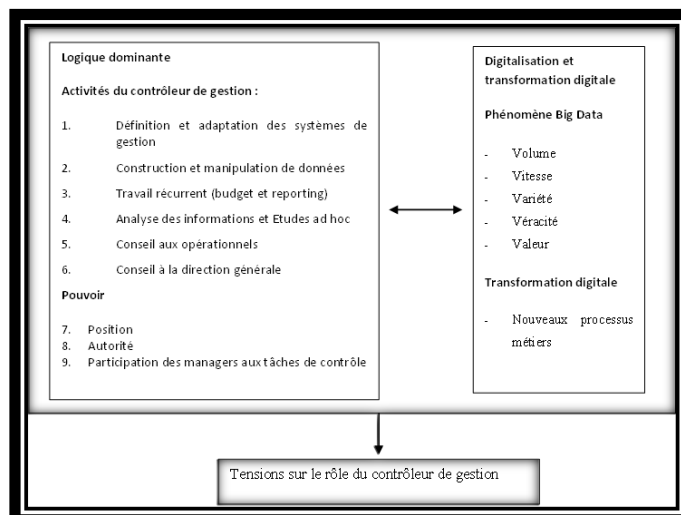 Logique dominante
Activités du contrôleur de gestion :
1. Définition et adaptation des systèmes de
gestion
2. Construction et manipulation de données
3. Travail récurrent (budget et reporting)
4. Analyse des informations et Etudes ad hoc
5. Conseil aux opérationnels
6. Conseil à la direction générale
Pouvoir
7. Position
8. Autorité
9. Participation des managers aux tâches de contrôle
Digitalisation et
transformation digitale
Phénomène Big Data
- Volume
- Vitesse
- Variété
- Véracité
- Valeur
Transformation digitale
- Nouveaux processus
métiers
Tensions sur le rôle du contrôleur de gestion